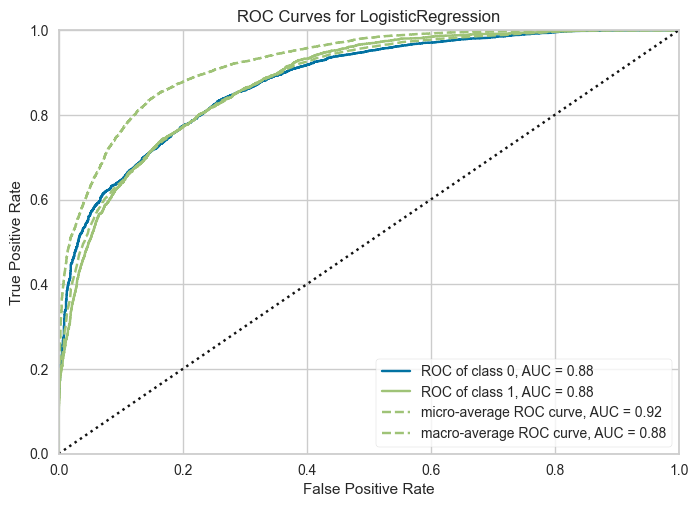 ROC Curves for LogisticRegression
1.0
0.8
0.6
0.4
0.2
0.0
True Positive Rate
ROC of class 0, AUC = 0.88
ROC of class 1, AUC = 0.88
micro-average ROC curve, AUC = 0.92
macro-average ROC curve, AUC = 0.88
0.0 0.2 0.4 0.6 0.8 1.0
False Positive Rate